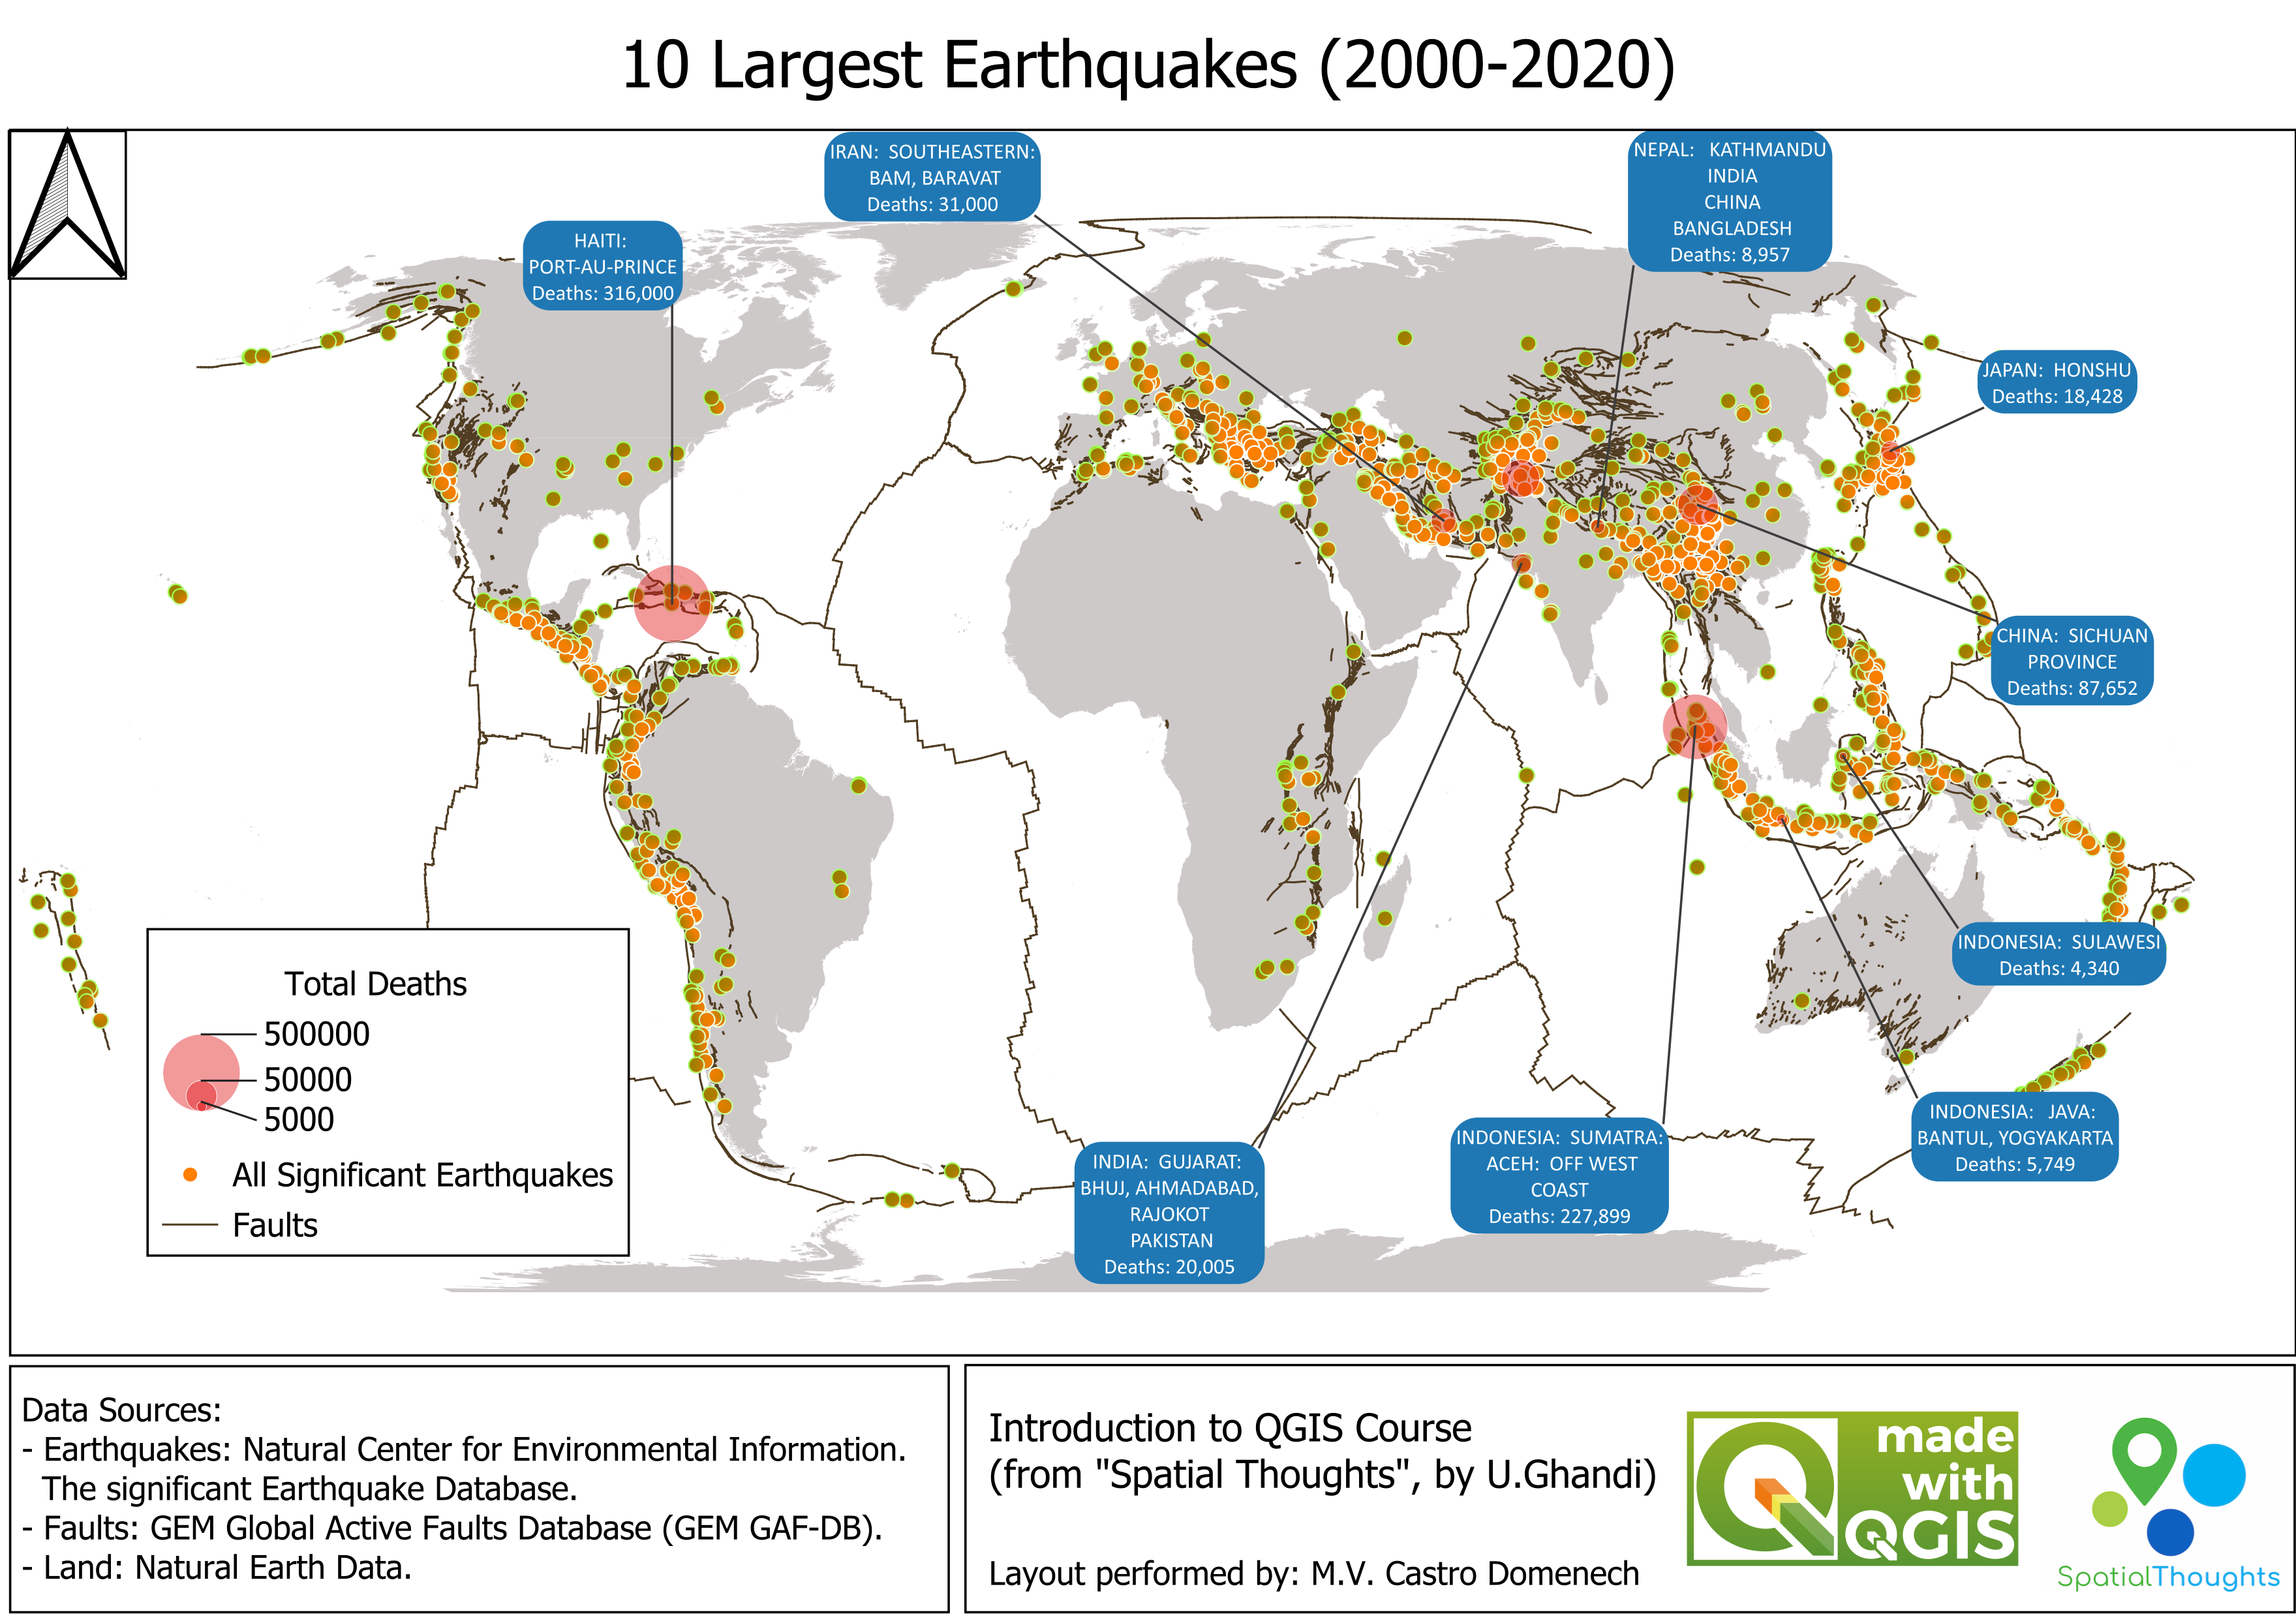 10 Largest Earthquakes (2000-2020)
IRAN: SOUTHEASTERN:
BAM, BARAVAT
Deaths: 31,000
NEPAL: KATHMANDU
INDIA
CHINA
BANGLADESH
Deaths: 8,957
HAITI:
PORT-AU-PRINCE
Deaths: 316,000
JAPAN: HONSHU
Deaths: 18,428
CHINA: SICHUAN
PROVINCE
Deaths: 87,652
INDONESIA: SULAWESI
Deaths: 4,340
INDONESIA: JAVA:
BANTUL, YOGYAKARTA
Deaths: 5,749
INDONESIA: SUMATRA:
ACEH: OFF WEST
COAST
Deaths: 227,899
INDIA: GUJARAT:
BHUJ, AHMADABAD,
RAJOKOT
PAKISTAN
Deaths: 20,005
Total Deaths
500000
50000
5000
All Significant Earthquakes
Faults
Data Sources:
- Earthquakes: Natural Center for Environmental Information.
The significant Earthquake Database.
- Faults: GEM Global Active Faults Database (GEM GAF-DB).
- Land: Natural Earth Data.
Introduction to QGIS Course
(from "Spatial Thoughts", by U.Ghandi)
Layout performed by: M.V. Castro Domenech
made
with
QGIS
SpatialThoughts